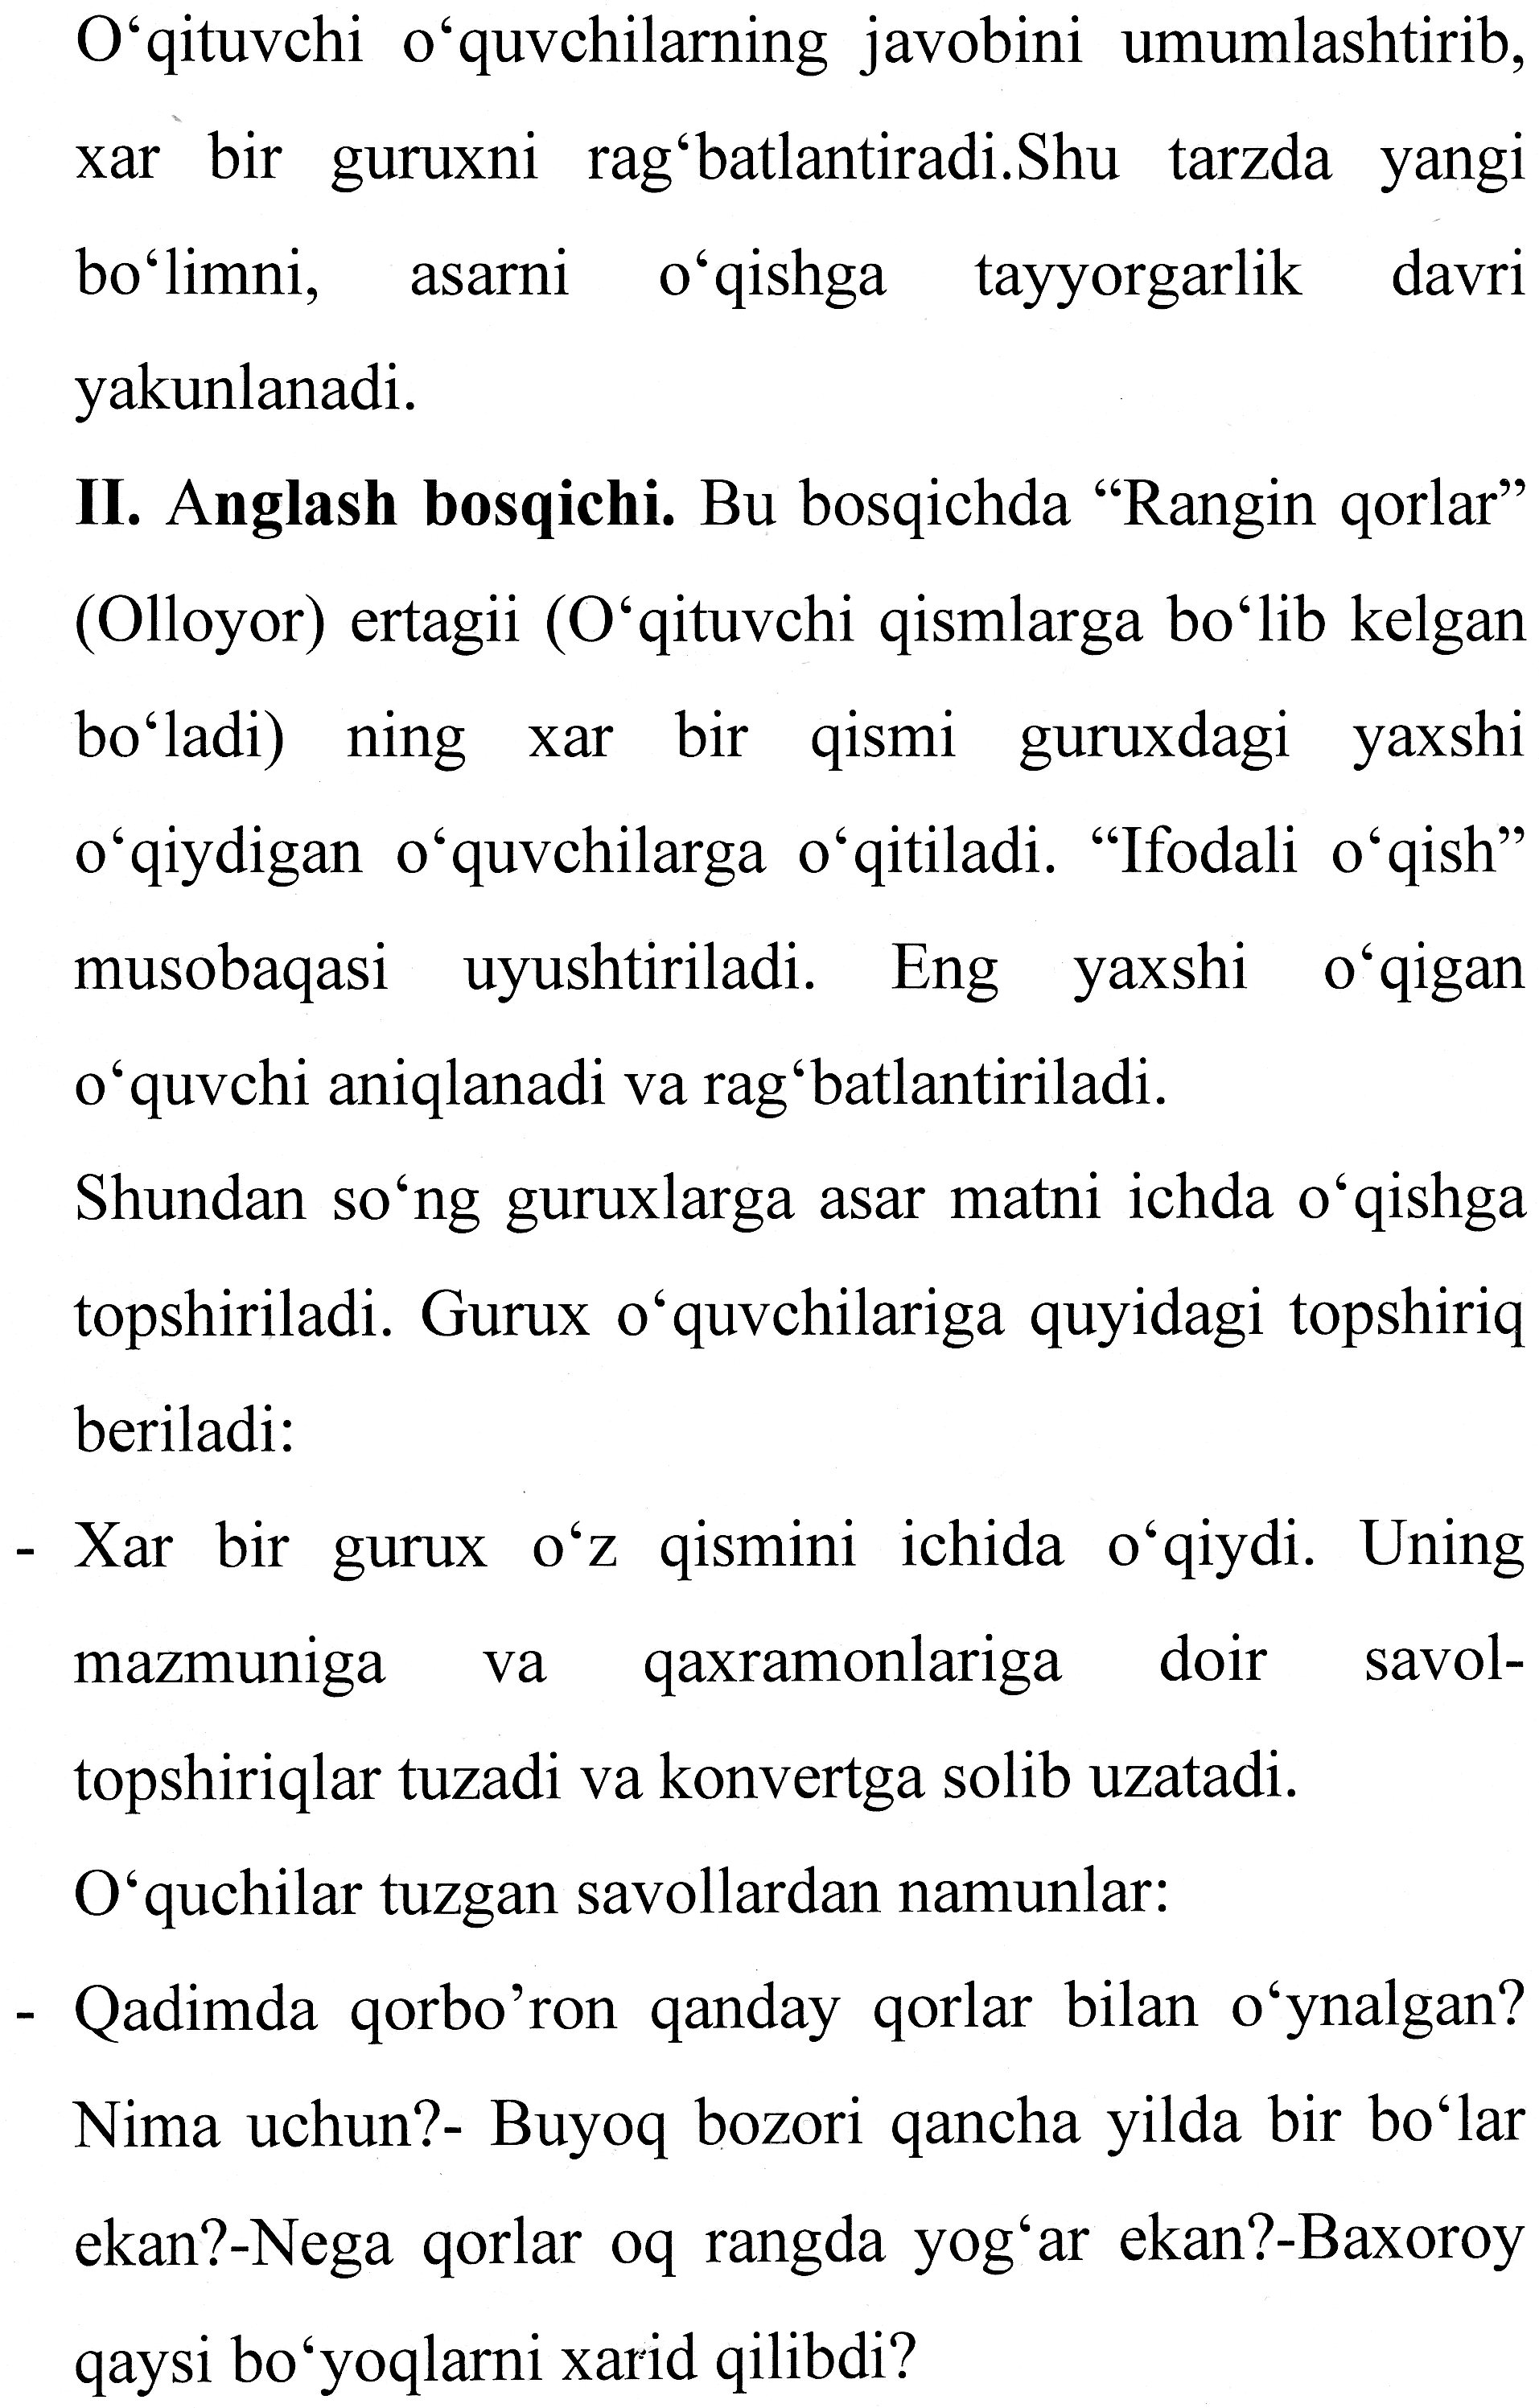 O‘qituvchi o‘quvchilarning javobini umumlashtirib,
xar bir guruxni rag‘batlantiradi.Shu tarzda yangi
bo‘limni, asarni o‘qishga tayyorgarlik davri
yakunlanadi.
II. Anglash bosqichi. Bu bosqichda “Rangin qorlar”
(Olloyor) ertagii (O‘qituvchi qismlarga bo‘lib kelgan
bo‘ladi) ning xar bir qismi guruxdagi yaxshi
o‘qiydigan o‘quvchilarga o‘qitiladi. “Ifodali o‘qish”
musobaqasi uyushtiriladi. Eng yaxshi o‘qigan
o‘quvchi aniqlanadi va rag‘batlantiriladi.
Shundan so‘ng guruxlarga asar matni ichda o‘qishga
topshiriladi. Gurux o‘quvchilariga quyidagi topshiriq
beriladi:
- Xar bir gurux o‘z qismini ichida o‘qiydi. Uning
mazmuniga va qaxramonlariga doir savol-
topshiriqlar tuzadi va konvertga solib uzatadi.
O‘quchilar tuzgan savollardan namunlar:
- Qadimda qorbo’ron qanday qorlar bilan o‘ynalgan?
Nima uchun?- Buyoq bozori qancha yilda bir bo‘lar
ekan?-Nega qorlar oq rangda yog‘ar ekan?-Baxoroy
qaysi bo‘yoqlarni xarid qilibdi?